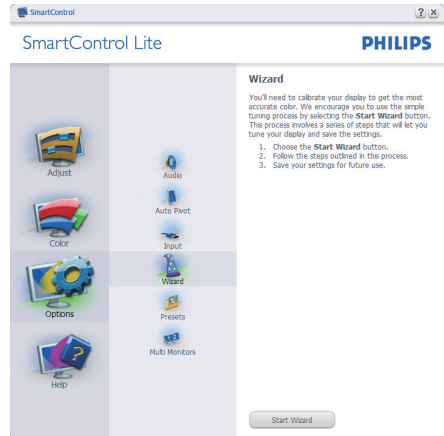 SmartControl
SmartControl Lite
PHILIPS
Adjust
Color
Options
Help
Audio
Auto Pivot
Input
Wizard
Presets
Multi Monitors
Wizard
You'll need to calibrate your display to get the most
accurate color. We encourage you to use the simple
tuning process by selecting the Start Wizard button.
This process involves a series of steps that will let you
tune your display and save the settings.
1. Choose the Start Wizard button.
2. Follow the steps outlined in this process.
3. Save your settings for future use.
Start Wizard